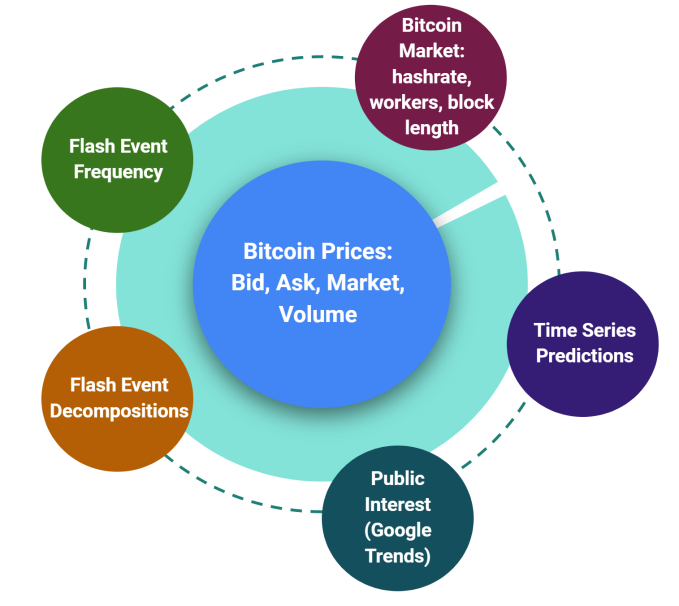 Bitcoin
Market:
hashrate,
workers, block
length
Flash Event
Frequency
Bitcoin Prices:
Bid, Ask, Market,
Volume
Time Series
Predictions
Flash Event
Decompositions
Public
Interest
(Google
Trends)